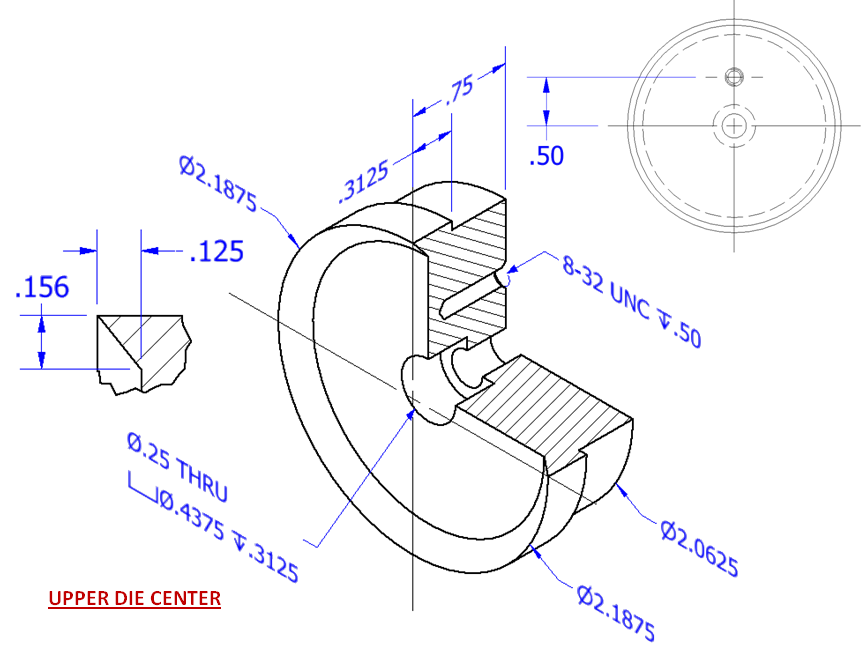 .75
.3125
Ø2.1875
.50
.125
.156
8-32 UNC ↧.50
Ø.25 THRU
⌴Ø.4375 ↧.3125
Ø2.0625
Ø2.1875
UPPER DIE CENTER